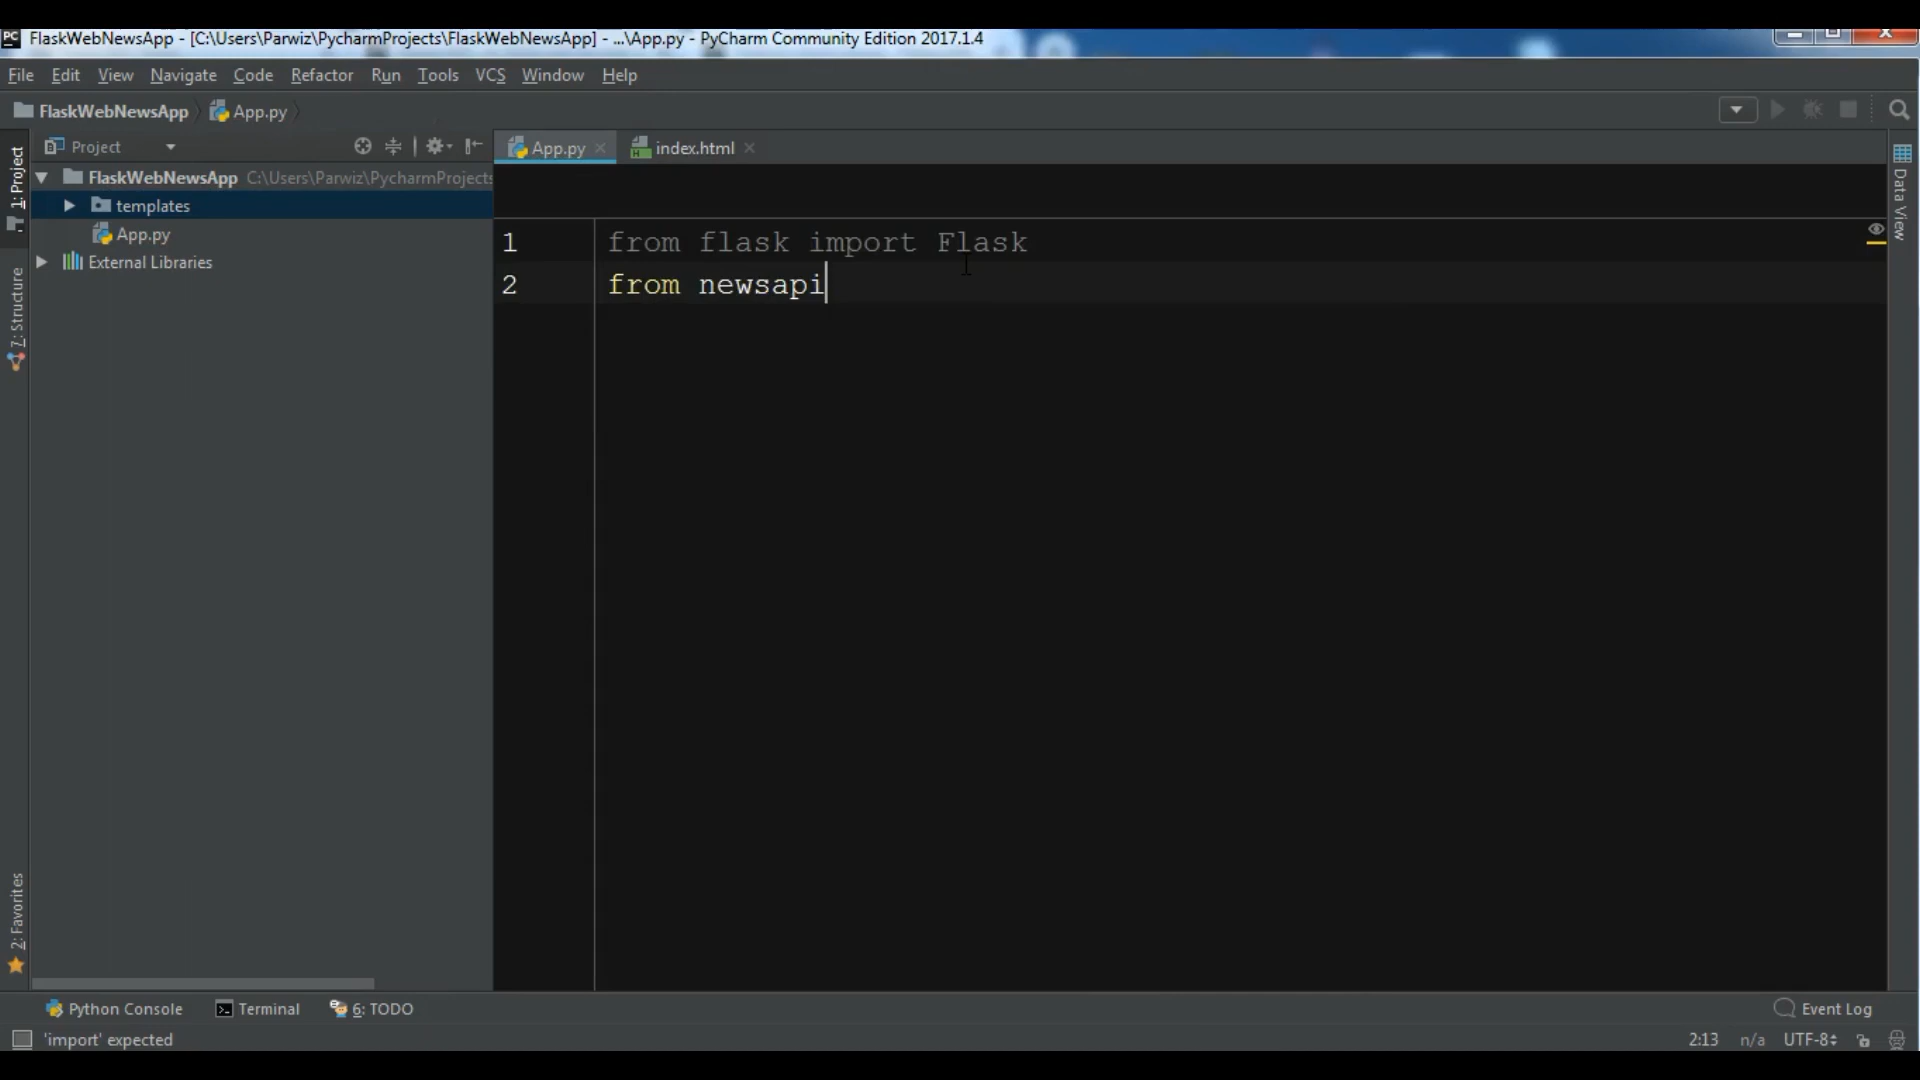 FlaskWebNewsApp - [C:\Users\Parwiz\PycharmProjects\FlaskWebNewsApp] - ...\App.py - PyCharm Community Edition 2017.1.4
File Edit View Navigate Code Refactor Run Tools VCS Window Help
FlaskWebNewsApp App.py
Project
App.py
index.html
FlaskWebNewsApp C:\Users\Parwiz\PycharmProjects
templates
App.py
External Libraries
1 from flask import Flask
2 from newsapi
1: Project
7: Structure
2: Favorites
Data View
Python Console Terminal 6: TODO Event Log
'import' expected 2:13 n/a UTF-8